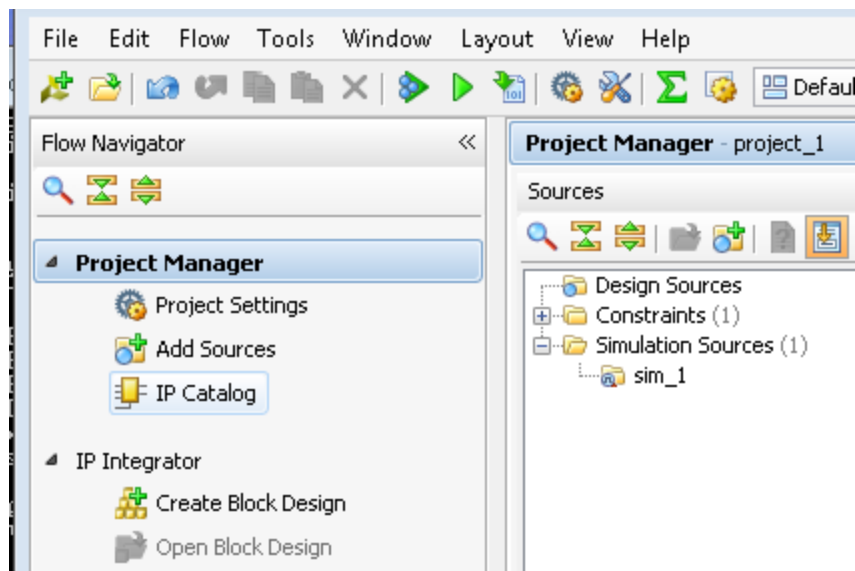 File Edit Flow Tools Window Layout View Help
Defaul
Flow Navigator
Project Manager
Project Settings
Add Sources
IP Catalog
IP Integrator
Create Block Design
Open Block Design
Project Manager - project_1
Sources
Design Sources
Constraints (1)
Simulation Sources (1)
sim_1